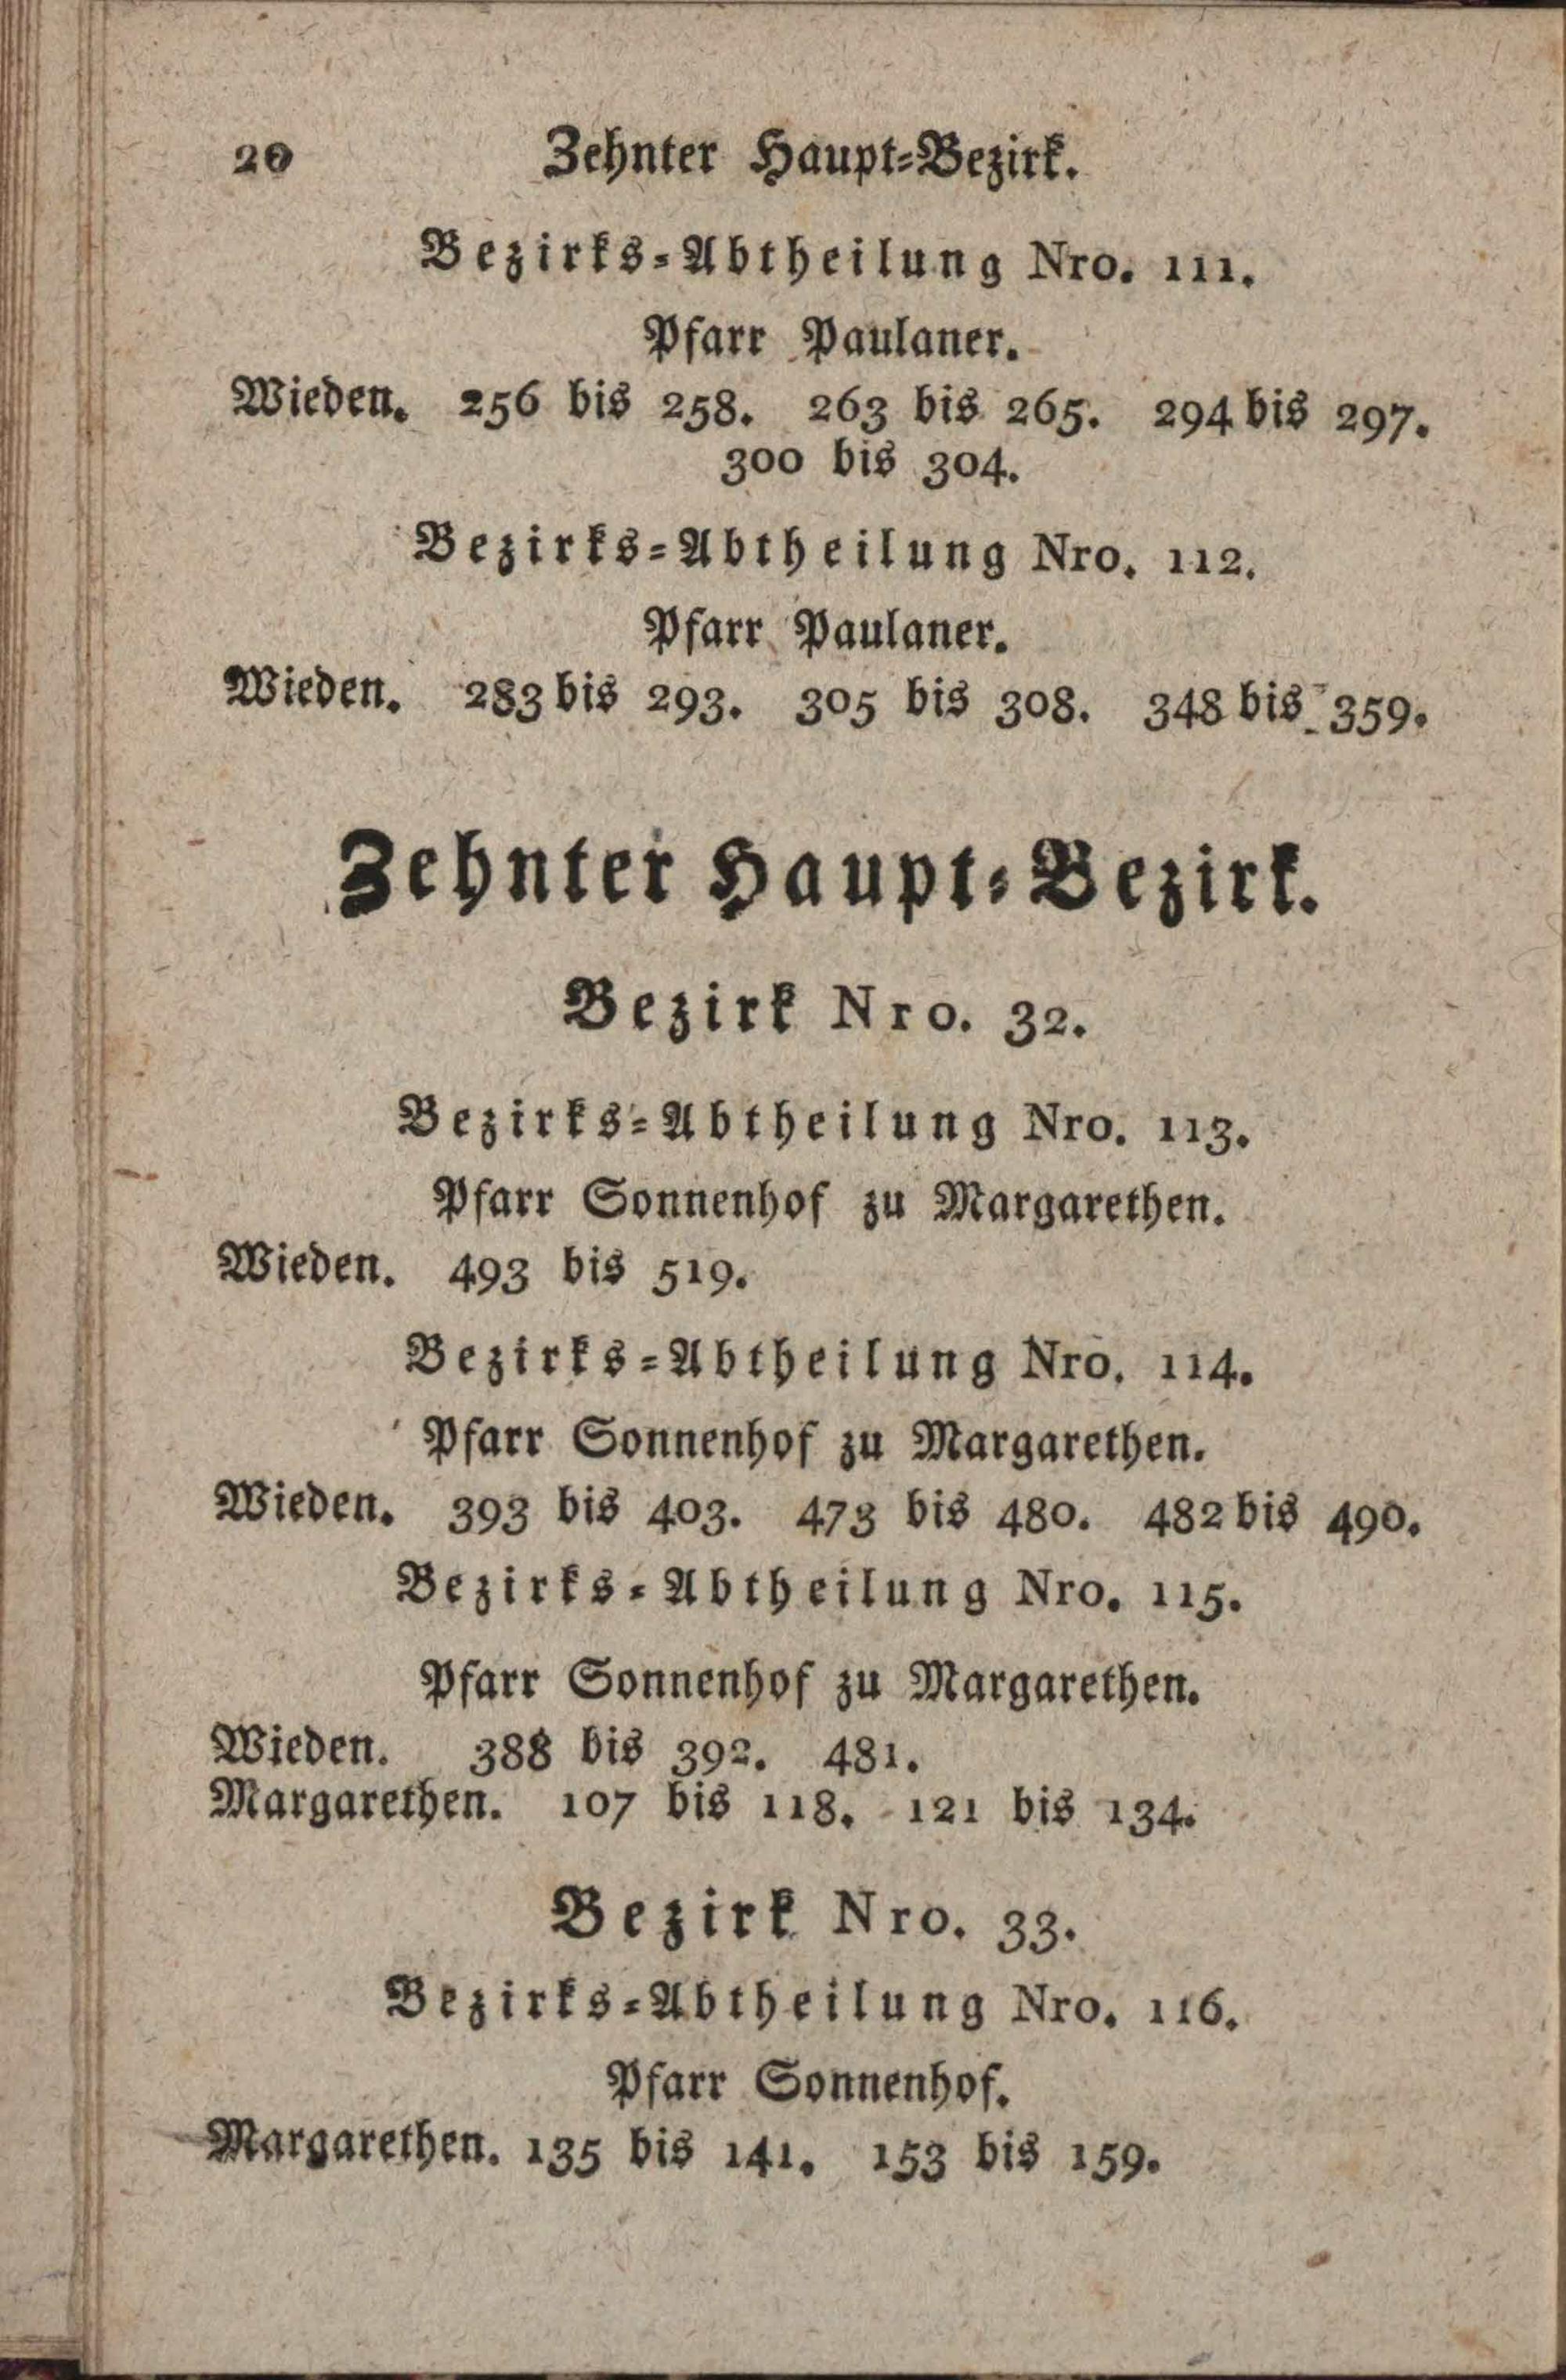 20 Zehnter Haupt-Bezirk.
Bezirks-Abtheilung Nro. 111.
Pfarr Paulaner.
Wieden. 256 bis 258. 263 bis 265. 294 bis 297.
300 bis 304.
Bezirks-Abtheilung Nro. 112.
Pfarr Paulaner.
Wieden. 283 bis 293. 305 bis 308. 348 bis 359.
Zehnter Haupt-Bezirk.
Bezirk Nro. 32.
Bezirks-Abtheilung Nro. 113.
Pfarr Sonnenhof zu Margarethen.
Wieden. 493 bis 519.
Bezirks-Abtheilung Nro. 114.
Pfarr Sonnenhof zu Margarethen.
Wieden. 393 bis 403. 473 bis 480. 482 bis 490.
Bezirks-Abtheilung Nro. 115.
Pfarr Sonnenhof zu Margarethen.
Wieden. 388 bis 392. 481.
Margarethen. 107 bis 118. 121 bis 134.
Bezirk Nro. 33.
Bezirks-Abtheilung Nro. 116.
Pfarr Sonnenhof.
Margarethen. 135 bis 141. 153 bis 159.